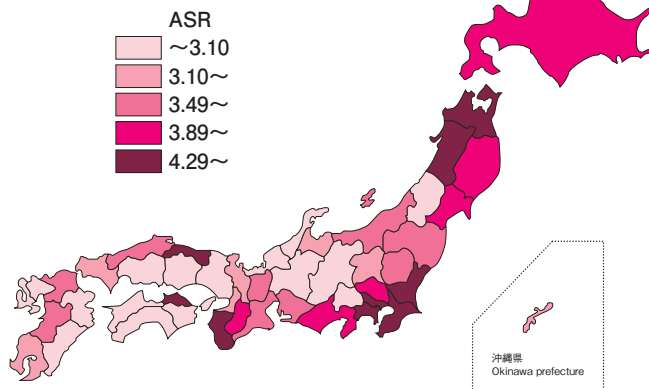 ASR
～3.10
3.10～
3.49～
3.89～
4.29～
沖縄県
Okinawa prefecture